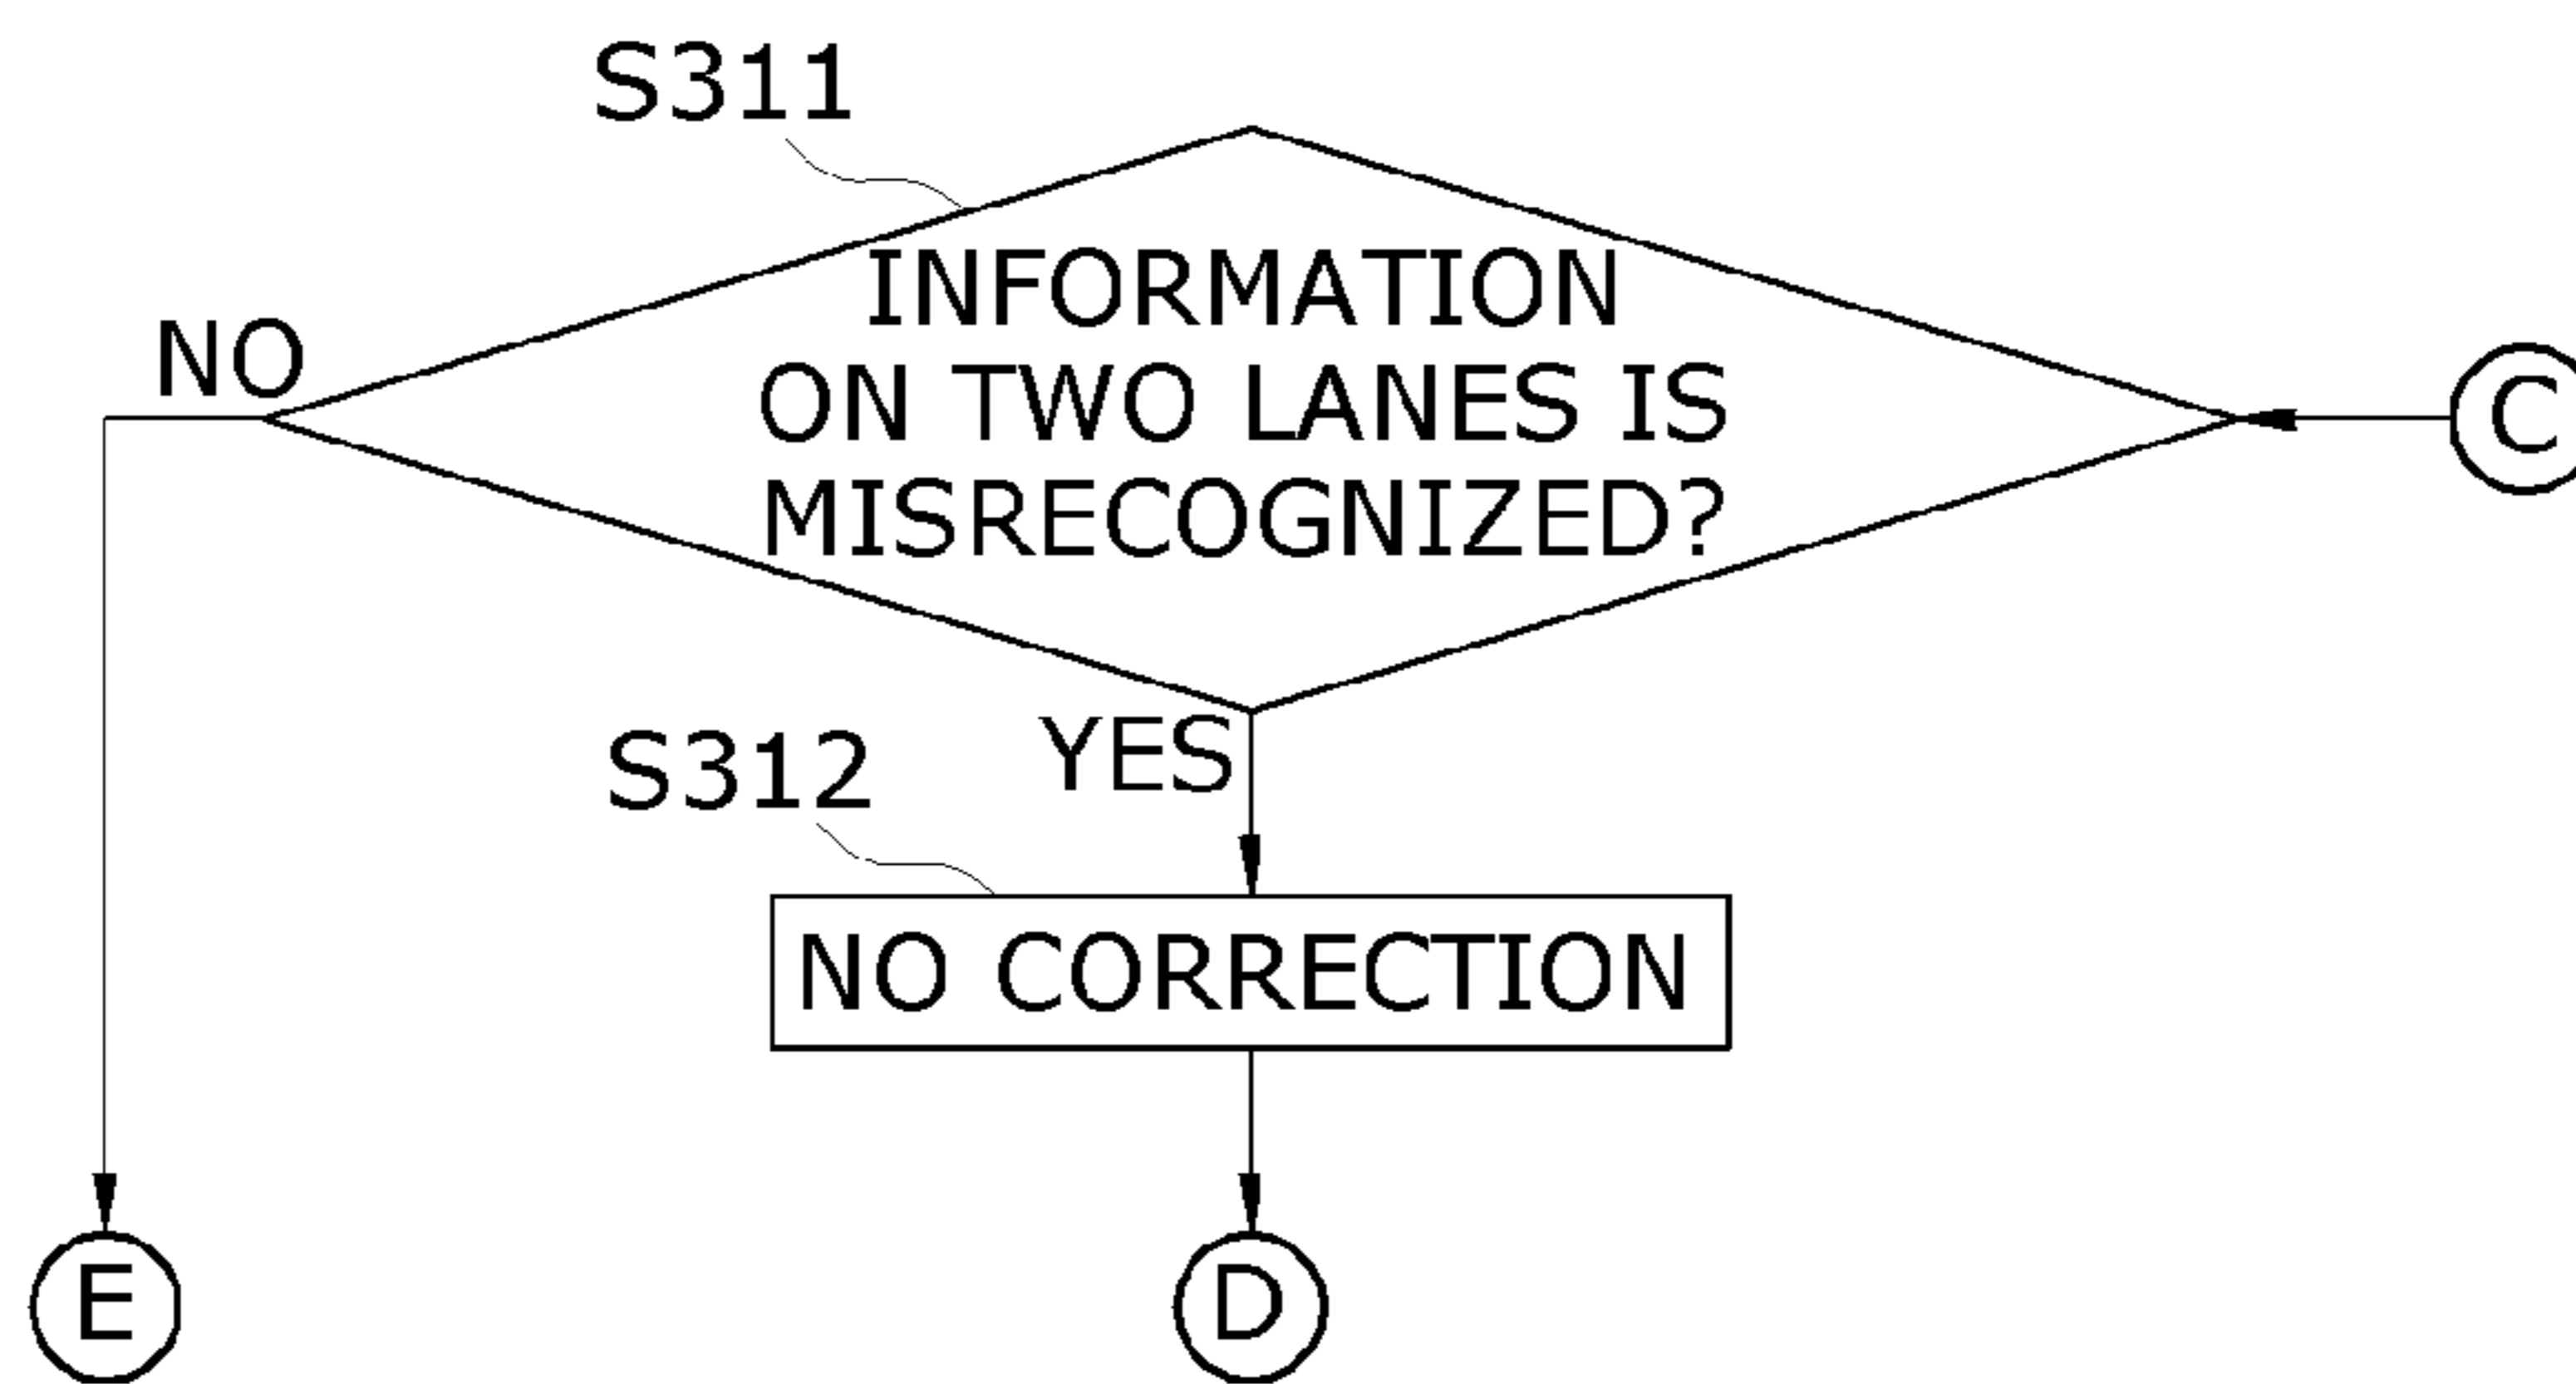 S311
INFORMATION
ON TWO LANES IS
MISRECOGNIZED?
NO
C
YES
S312
NO CORRECTION
E
D